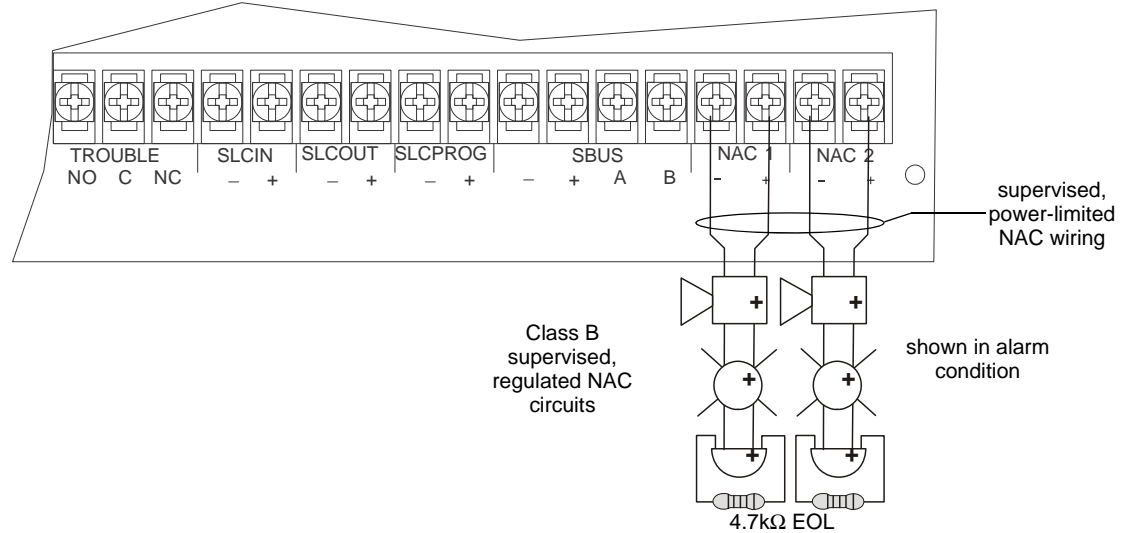 TROUBLE SLCIN SLCOUT SLCPROG SBUS NAC 1 NAC 2
NO C NC – + – + – + – + A B - + - +
supervised,
power-limited
NAC wiring
+ +
Class B
supervised,
regulated NAC
circuits
shown in alarm
condition
+ +
+ +
4.7kΩ EOL